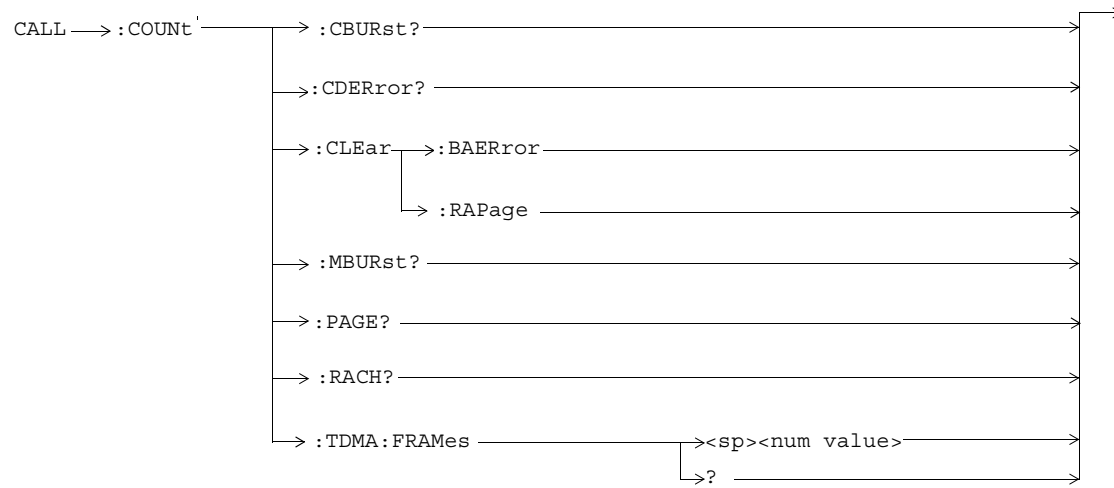 CALL :COUNt :CBURst?
:CDERror?
:CLEar :BAERror
:RAPage
:MBURst?
:PAGE?
:RACH?
:TDMA:FRAMes <sp><num value>
?